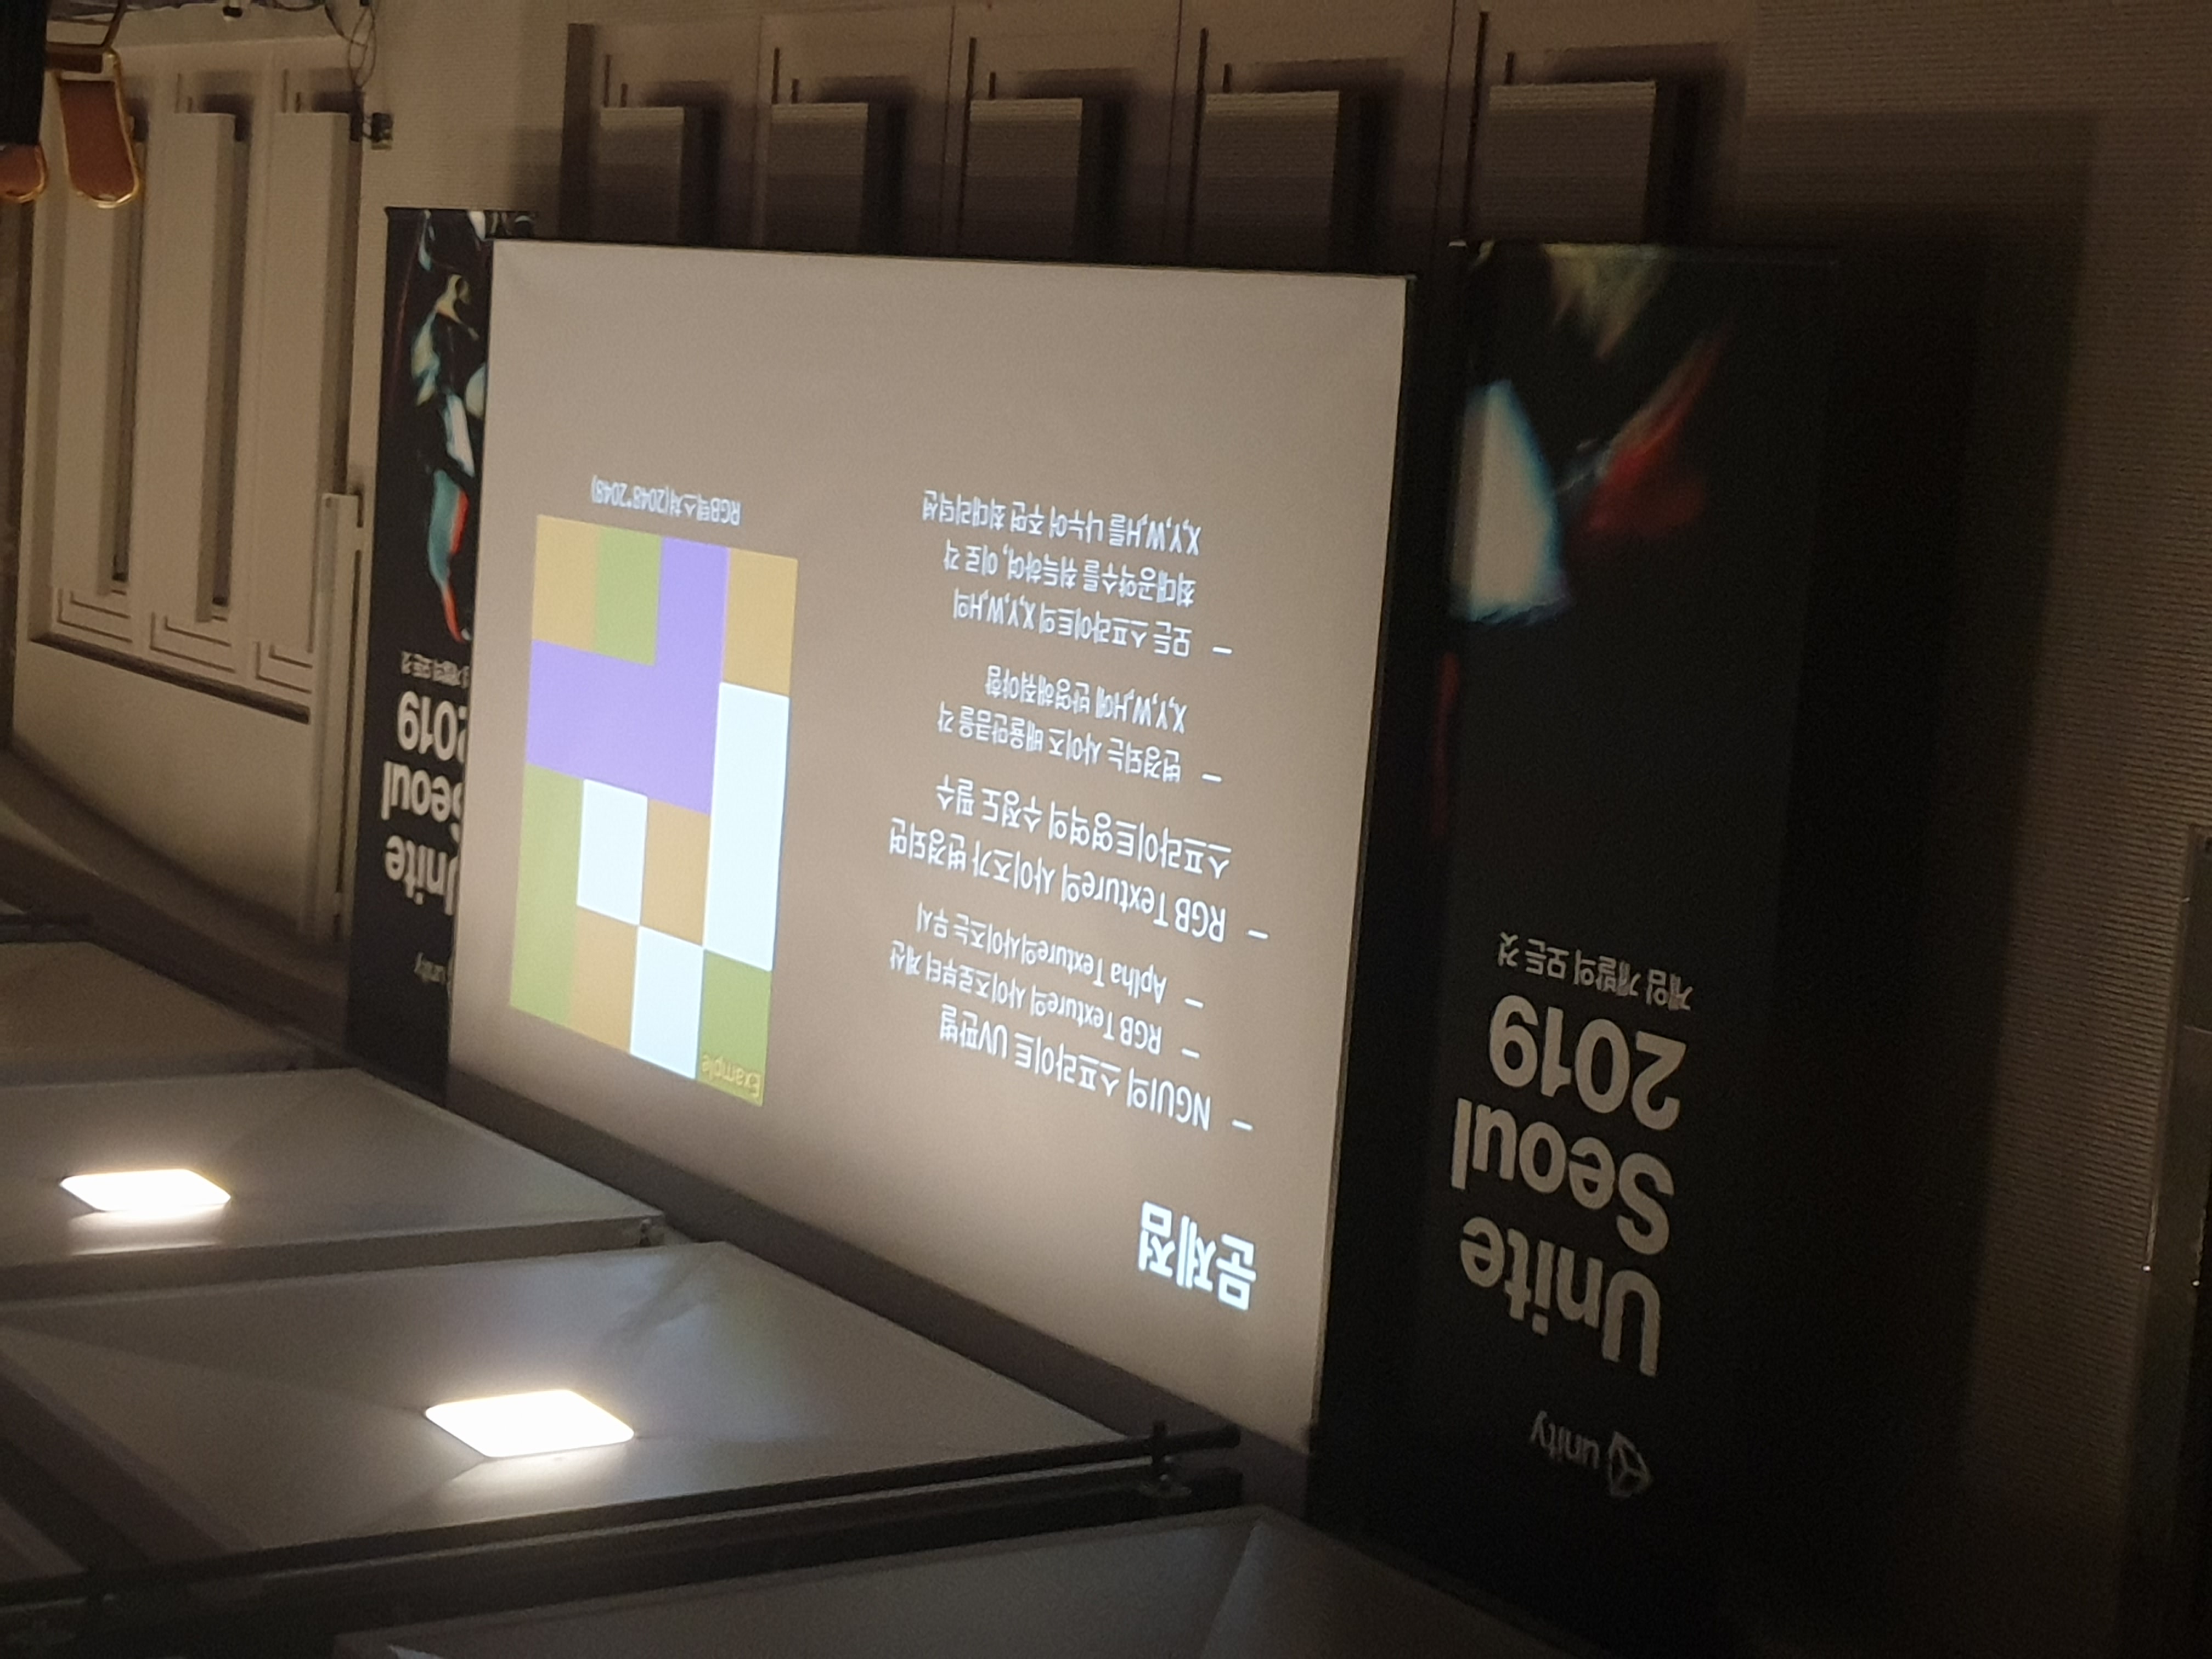 unity
Unite
Seoul
2019
게임 개발의 모든 것
문제점
– NGUI의 스프라이트 UV판별
– RGB Texture의 사이즈로부터 계산
– Aplha Texture의사이즈는 무시
– RGB Texture의 사이즈가 변경되면
스프라이트영역의 수정도 필수
– 변경되는 사이즈 배율만큼을 각
X,Y,W,H에 반영해줘야함
– 모든 스프라이트의 X,Y,W,H의
최대공약수를 취득하여, 이로 각
X,Y,W,H를 나누어 주면 최대리덕션
Example
RGB텍스쳐(2048*2048)
unity
Unite
Seoul
2019
개발의 모든 것